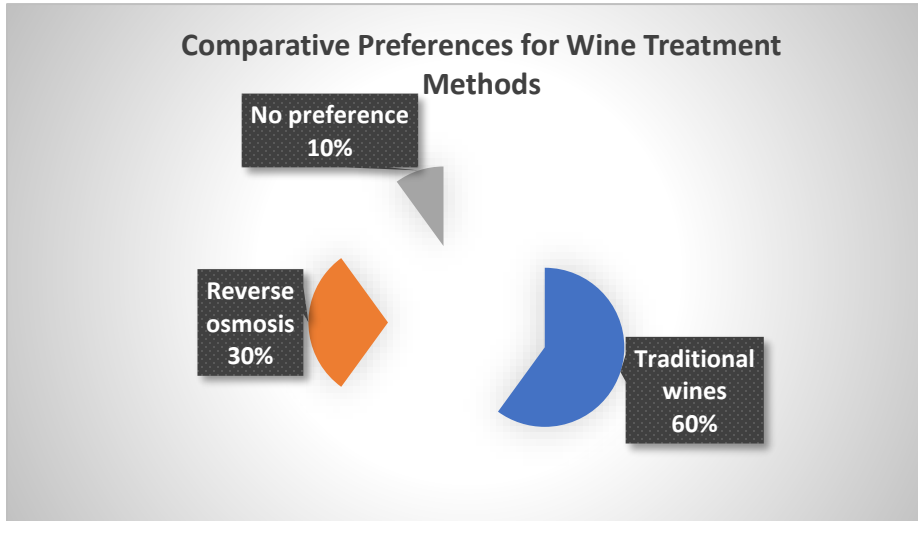 Comparative Preferences for Wine Treatment
Methods
No preference
10%
Reverse
osmosis
30%
Traditional
wines
60%